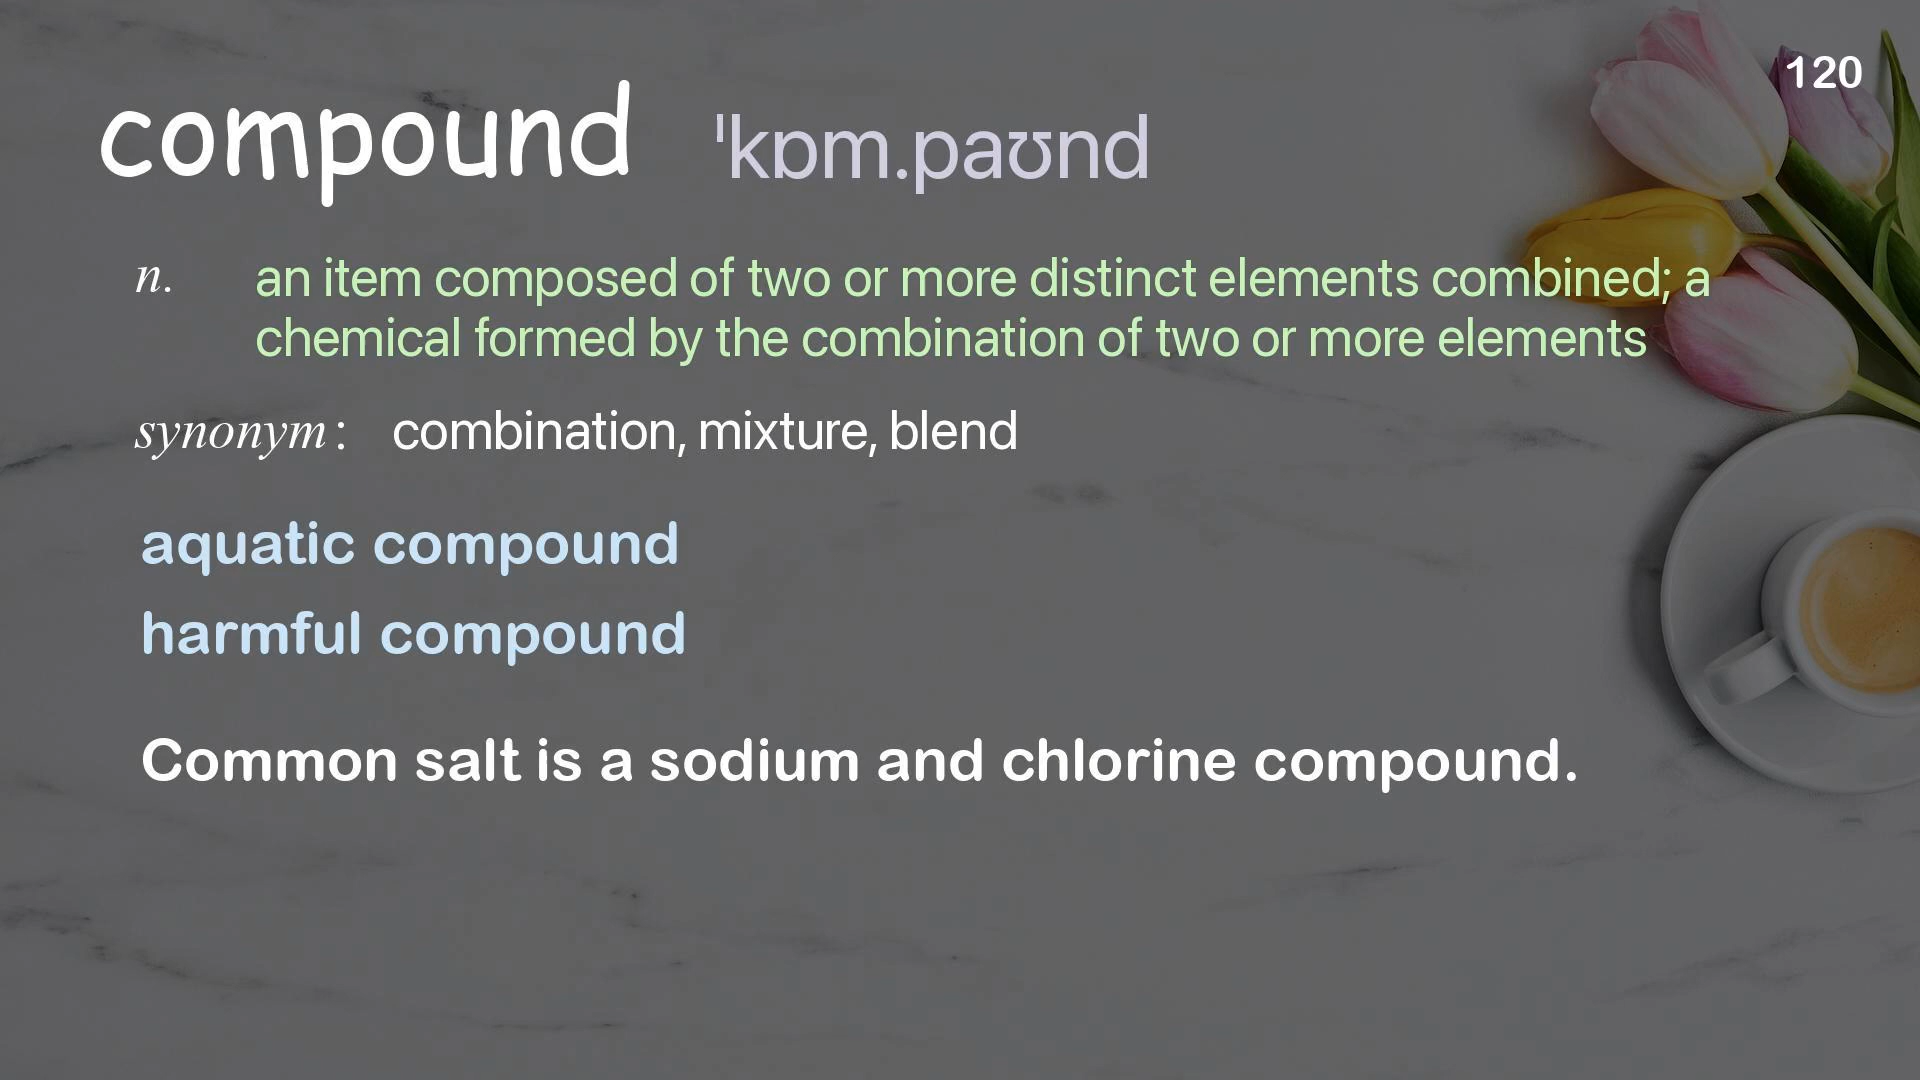 120
compound ˈkɒm.paʊnd
n. an item composed of two or more distinct elements combined; a
chemical formed by the combination of two or more elements
synonym: combination, mixture, blend
aquatic compound
harmful compound
Common salt is a sodium and chlorine compound.